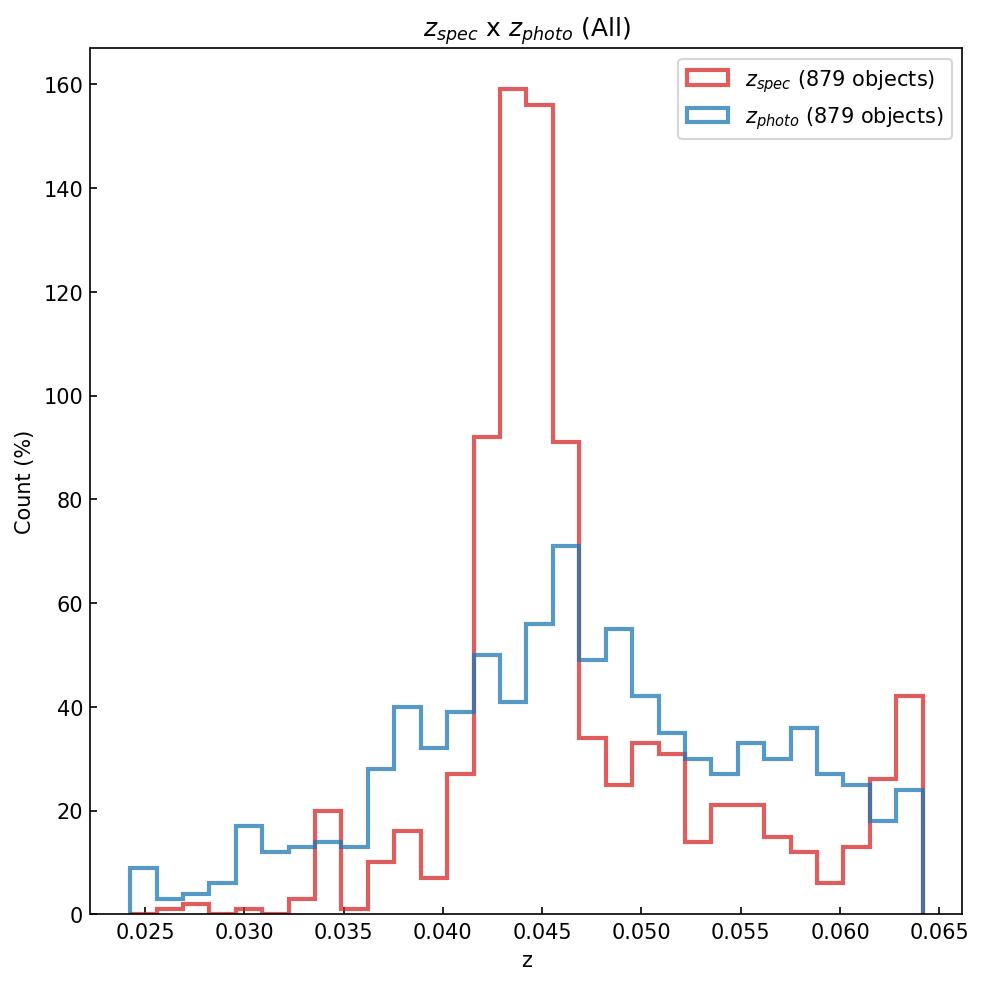 z_spec x z_photo (All)
z_spec (879 objects)
z_photo (879 objects)
Count (%)
160
140
120
100
80
60
40
20
0
0.025 0.030 0.035 0.040 0.045 0.050 0.055 0.060 0.065
z